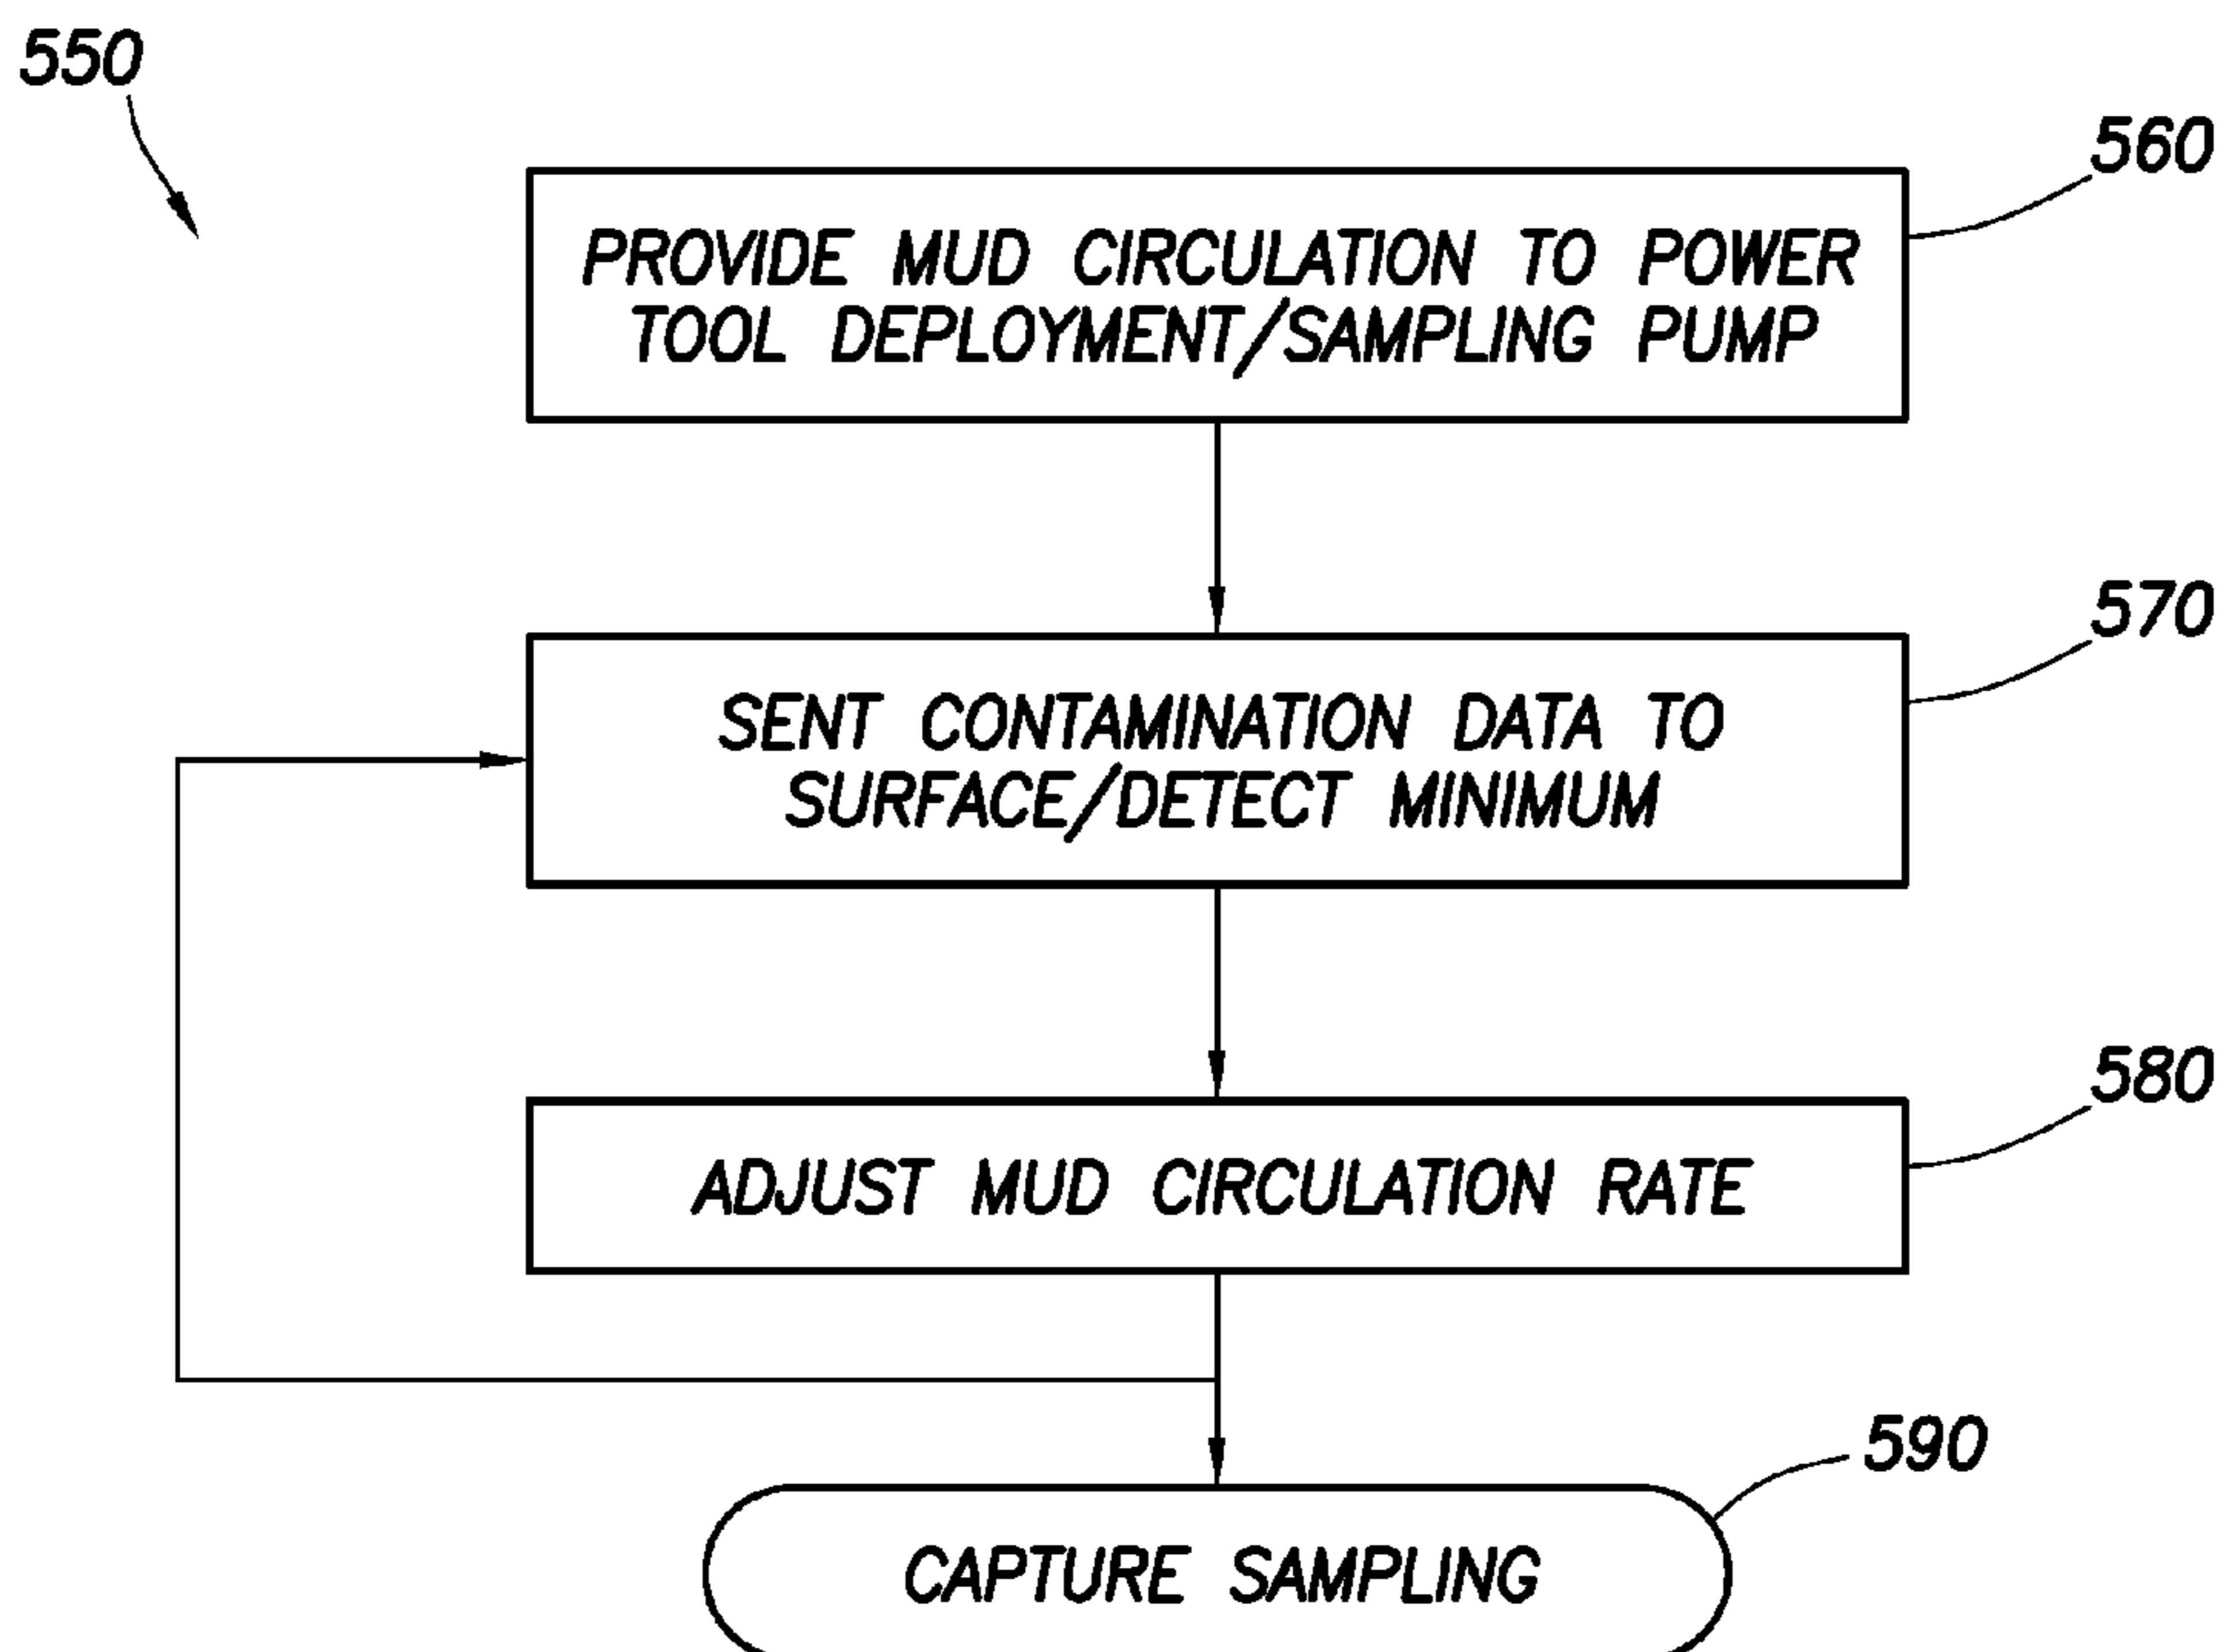 550
560
PROVIDE MUD CIRCULATION TO POWER
TOOL DEPLOYMENT/SAMPLING PUMP
570
SENT CONTAMINATION DATA TO
SURFACE/DETECT MINIMUM
580
ADJUST MUD CIRCULATION RATE
590
CAPTURE SAMPLING